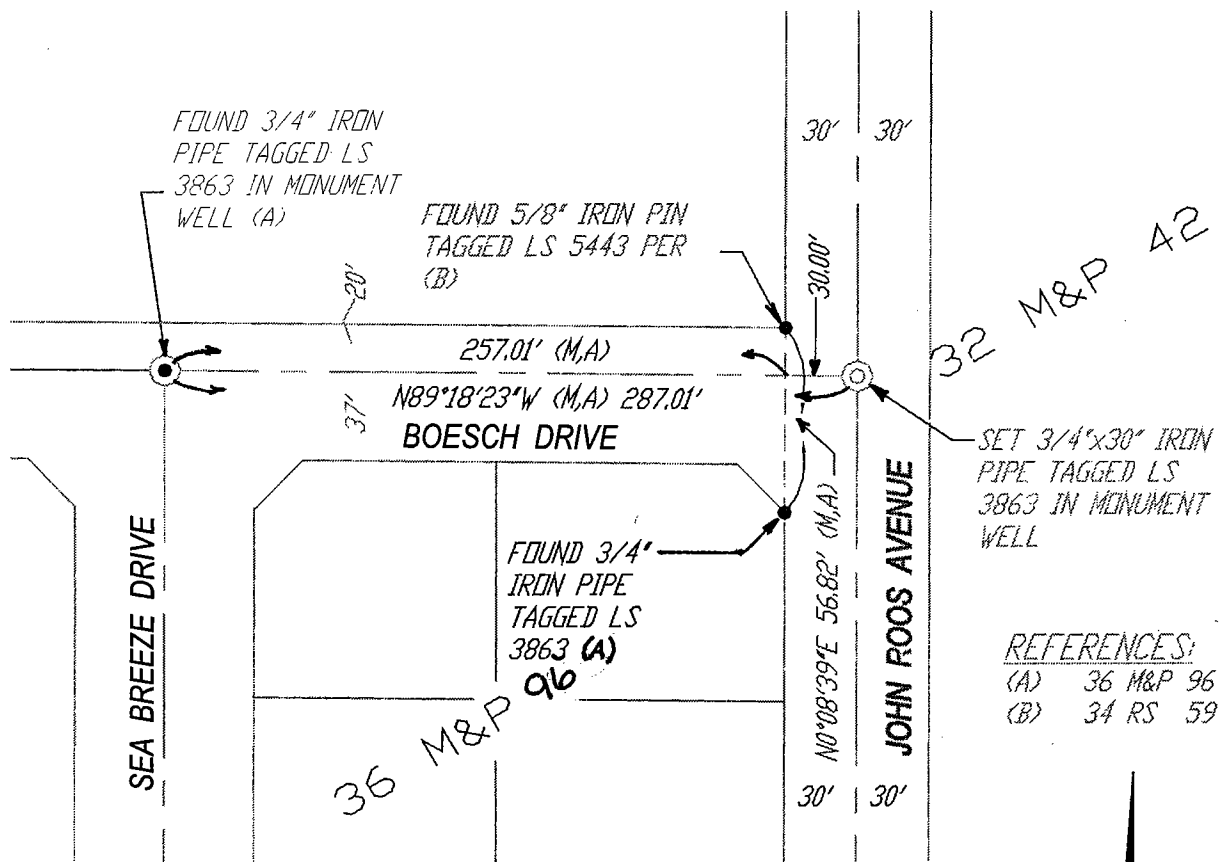 FOUND 3/4" IRON
PIPE TAGGED LS
3863 IN MONUMENT
WELL (A)
FOUND 5/8" IRON PIN
TAGGED LS 5443 PER
(B)
30' 30'
30.00'
32 M&P 42
20'
257.01' (M,A)
N89°18'23"W (M,A) 287.01'
37'
BOESCH DRIVE
SET 3/4"x30" IRON
PIPE TAGGED LS
3863 IN MONUMENT
WELL
FOUND 3/4"
IRON PIPE
TAGGED LS
3863 (A)
N0°08'39"E 56.82' (M,A)
JOHN ROOS AVENUE
SEA BREEZE DRIVE
36 M&P 96
REFERENCES:
(A) 36 M&P 96
(B) 34 RS 59
30' 30'